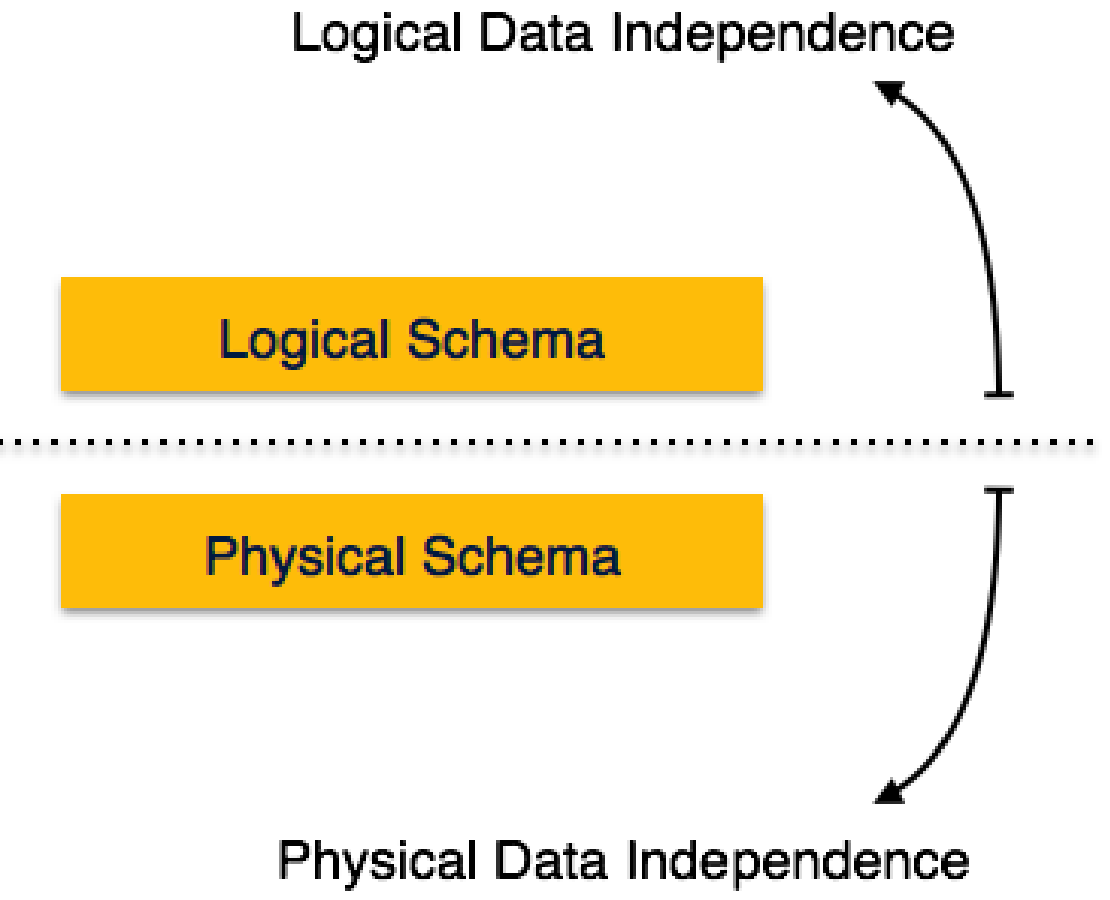 Logical Data Independence
Logical Schema
Physical Schema
Physical Data Independence